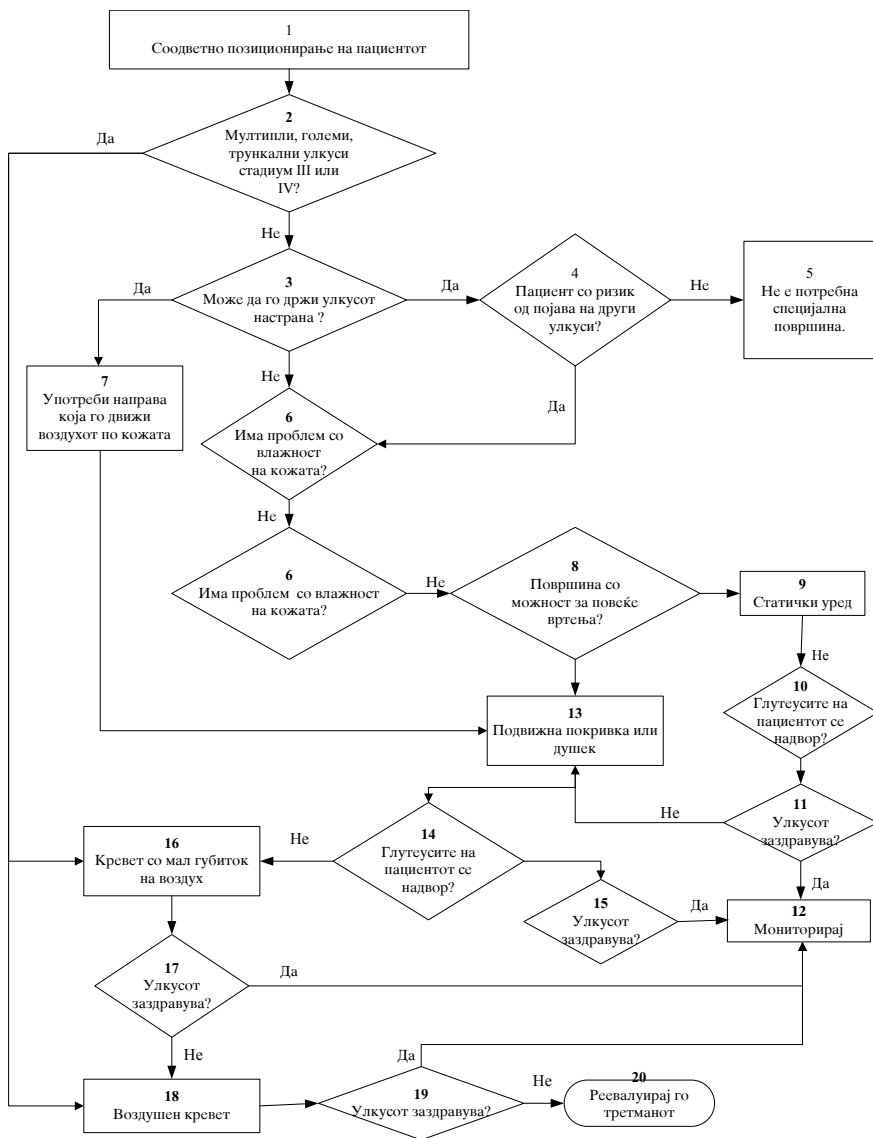 1
Соодветно позиционирање на пациентот
Да
2
Мултипли, големи,
трункални улкуси
стадиум III или
IV?
Не
3
Може да го држи улкусот
настрана ?
Да
Да
4
Пациент со ризик
од појава на други
улкуси?
Не
5
Не е потребна
специјална
површина.
7
Употреби направа
која го движи
воздухот по кожата
Не
6
Има проблем со
влажност
на кожата?
Да
Не
6
Има проблем со влажност
на кожата?
Не
8
Површина со
можност за повеќе
вртења?
9
Статички уред
Не
10
Глутеусите на
пациентот се
надвор?
13
Подвижна покривка или
душек
Не
11
Улкусот
заздравува?
Да
16
Кревет со мал губиток
на воздух
Не
14
Глутеусите на
пациентот се
надвор?
15
Улкусот
заздравува?
Да
12
Мониторирај
17
Улкусот
заздравува?
Да
Не
18
Воздушен кревет
Да
19
Улкусот заздравува?
Не
20
Реевалуирај го
третманот